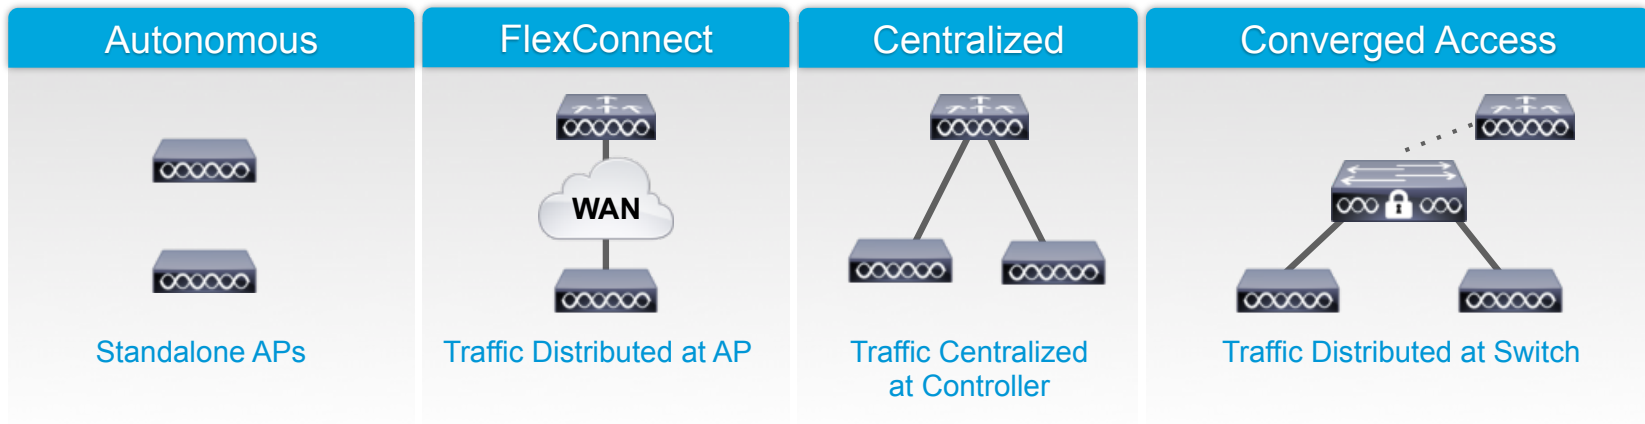 Autonomous
FlexConnect
Centralized
Converged Access
WAN
Standalone APs
Traffic Distributed at AP
Traffic Centralized
at Controller
Traffic Distributed at Switch